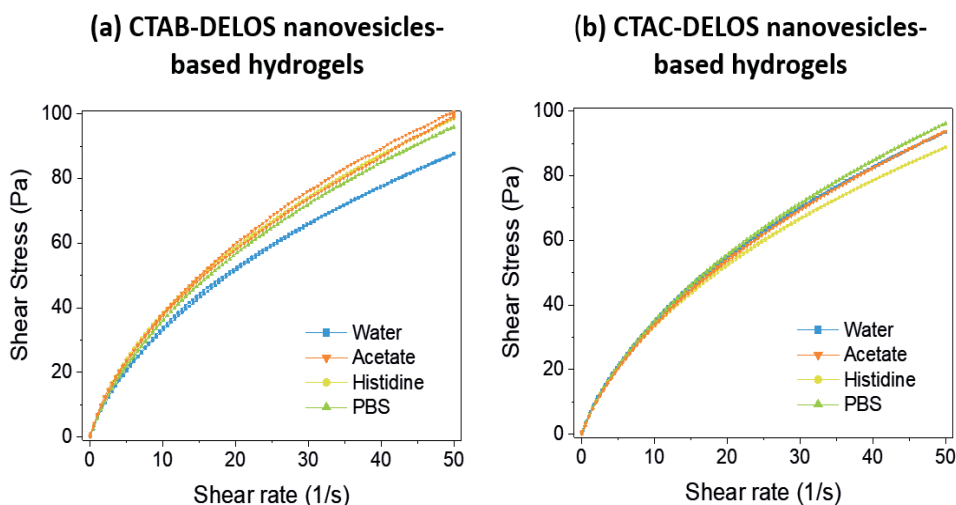 (a) CTAB-DELOS nanovesicles-
based hydrogels
100
80
60
40
20
0
Shear Stress (Pa)
Water
Acetate
Histidine
PBS
0 10 20 30 40 50
Shear rate (1/s)
(b) CTAC-DELOS nanovesicles-
based hydrogels
100
80
60
40
20
0
Shear Stress (Pa)
Water
Acetate
Histidine
PBS
0 10 20 30 40 50
Shear rate (1/s)